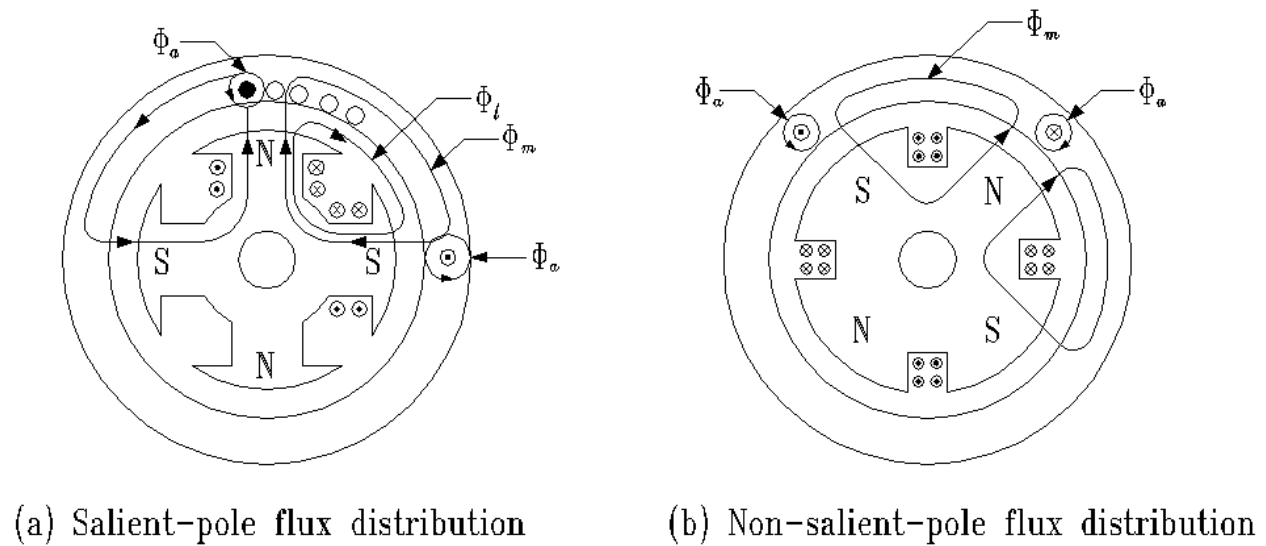 Φm
Φa
Φa Φa
Φl
Φm
N
S N
S S
Φa
N S
N
(a) Salient-pole flux distribution
(b) Non-salient-pole flux distribution